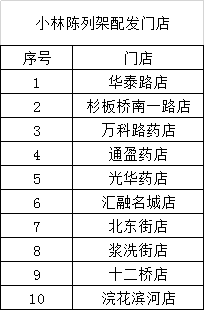 小林陈列架配发门店
序号 门店
1 华泰路店
2 杉板桥南一路店
3 万科路药店
4 通盈药店
5 光华药店
6 汇融名城店
7 北东街店
8 浆洗街店
9 十二桥店
10 浣花滨河店